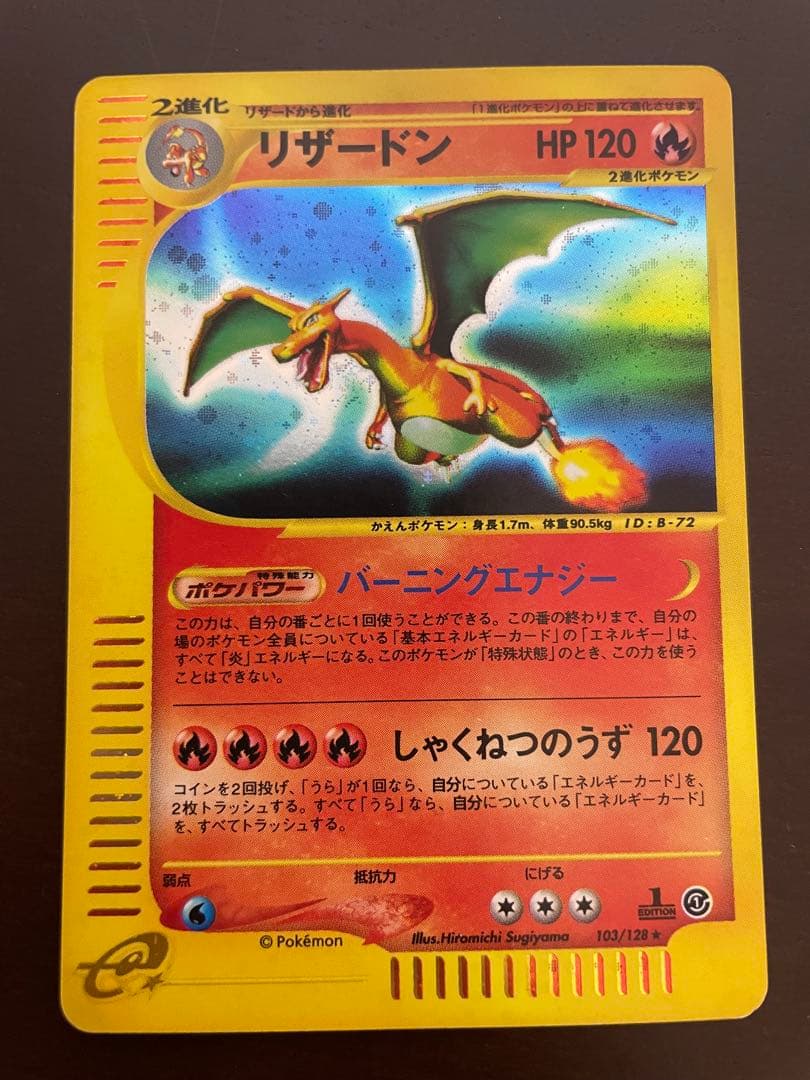 2進化 リザードから進化 「1進化ポケモン」の上に重ねて進化させます。
リザードン HP 120
2進化ポケモン
かえんポケモン：身長1.7m、体重90.5kg ID：B-72
特殊能力
ポケパワー バーニングエナジー
この力は、自分の番ごとに1回使うことができる。この番の終わりまで、自分の
場のポケモン全員についている「基本エネルギーカード」の「エネルギー」は、
すべて「炎」エネルギーになる。このポケモンが「特殊状態」のとき、この力を使う
ことはできない。
しゃくねつのうず 120
コインを2回投げ、「うら」が1回なら、自分についている「エネルギーカード」を、
2枚トラッシュする。すべて「うら」なら、自分についている「エネルギーカード」
を、すべてトラッシュする。
弱点 抵抗力 にげる
1
EDITION
© Pokémon Illus.Hiromichi Sugiyama 103/128★
e